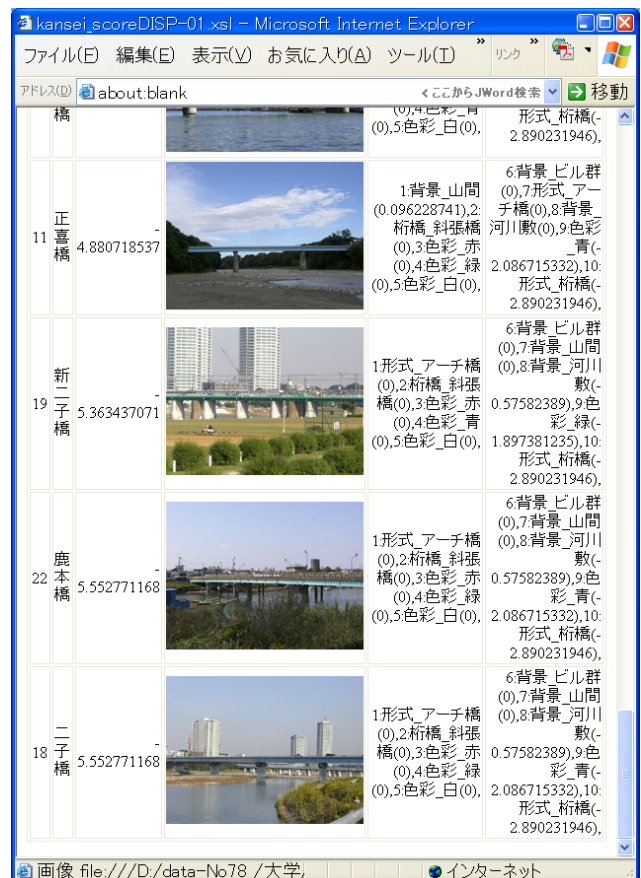 kansei_scoreDISP-01.xsl - Microsoft Internet Explorer
ファイル(F) 編集(E) 表示(V) お気に入り(A) ツール(T) » リンク »
アドレス(D) about:blank <ここからJWord検索 移動
橋
(0),4:色彩_青
(0),5:色彩_白(0),
形式_桁橋(-
2.890231946),
11
正
喜
橋
-
4.880718537
1:背景_山間
(0.096228741),2:
桁橋_斜張橋
(0),3:色彩_赤
(0),4:色彩_緑
(0),5:色彩_白(0),
6:背景_ビル群
(0),7:形式_アー
チ橋(0),8:背景_
河川敷(0),9:色彩
_青(-
2.086715332),10:
形式_桁橋(-
2.890231946),
19
新
二
子
橋
-
5.363437071
1:形式_アーチ橋
(0),2:桁橋_斜張
橋(0),3:色彩_赤
(0),4:色彩_青
(0),5:色彩_白(0),
6:背景_ビル群
(0),7:背景_山間
(0),8:背景_河川
敷(-
0.57582389),9:色
彩_緑(-
1.897381235),10:
形式_桁橋(-
2.890231946),
22
鹿
本
橋
-
5.552771168
1:形式_アーチ橋
(0),2:桁橋_斜張
橋(0),3:色彩_赤
(0),4:色彩_緑
(0),5:色彩_白(0),
6:背景_ビル群
(0),7:背景_山間
(0),8:背景_河川
敷(-
0.57582389),9:色
彩_青(-
2.086715332),10:
形式_桁橋(-
2.890231946),
18
二
子
橋
-
5.552771168
1:形式_アーチ橋
(0),2:桁橋_斜張
橋(0),3:色彩_赤
(0),4:色彩_緑
(0),5:色彩_白(0),
6:背景_ビル群
(0),7:背景_山間
(0),8:背景_河川
敷(-
0.57582389),9:色
彩_青(-
2.086715332),10:
形式_桁橋(-
2.890231946),
画像 file:///D:/data-No78 /大学/ インターネット